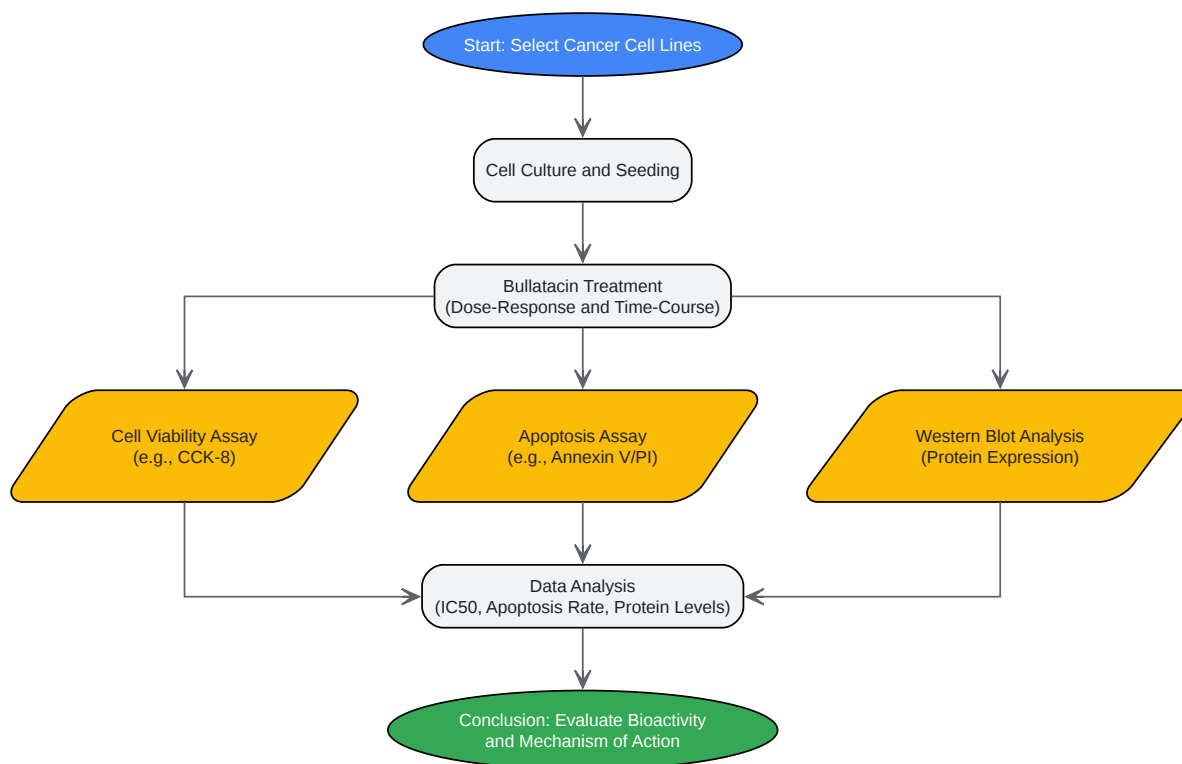 Start: Select Cancer Cell Lines
Cell Culture and Seeding
Bullatacin Treatment
(Dose-Response and Time-Course)
Cell Viability Assay
(e.g., CCK-8)
Apoptosis Assay
(e.g., Annexin V/PI)
Western Blot Analysis
(Protein Expression)
Data Analysis
(IC50, Apoptosis Rate, Protein Levels)
Conclusion: Evaluate Bioactivity
and Mechanism of Action